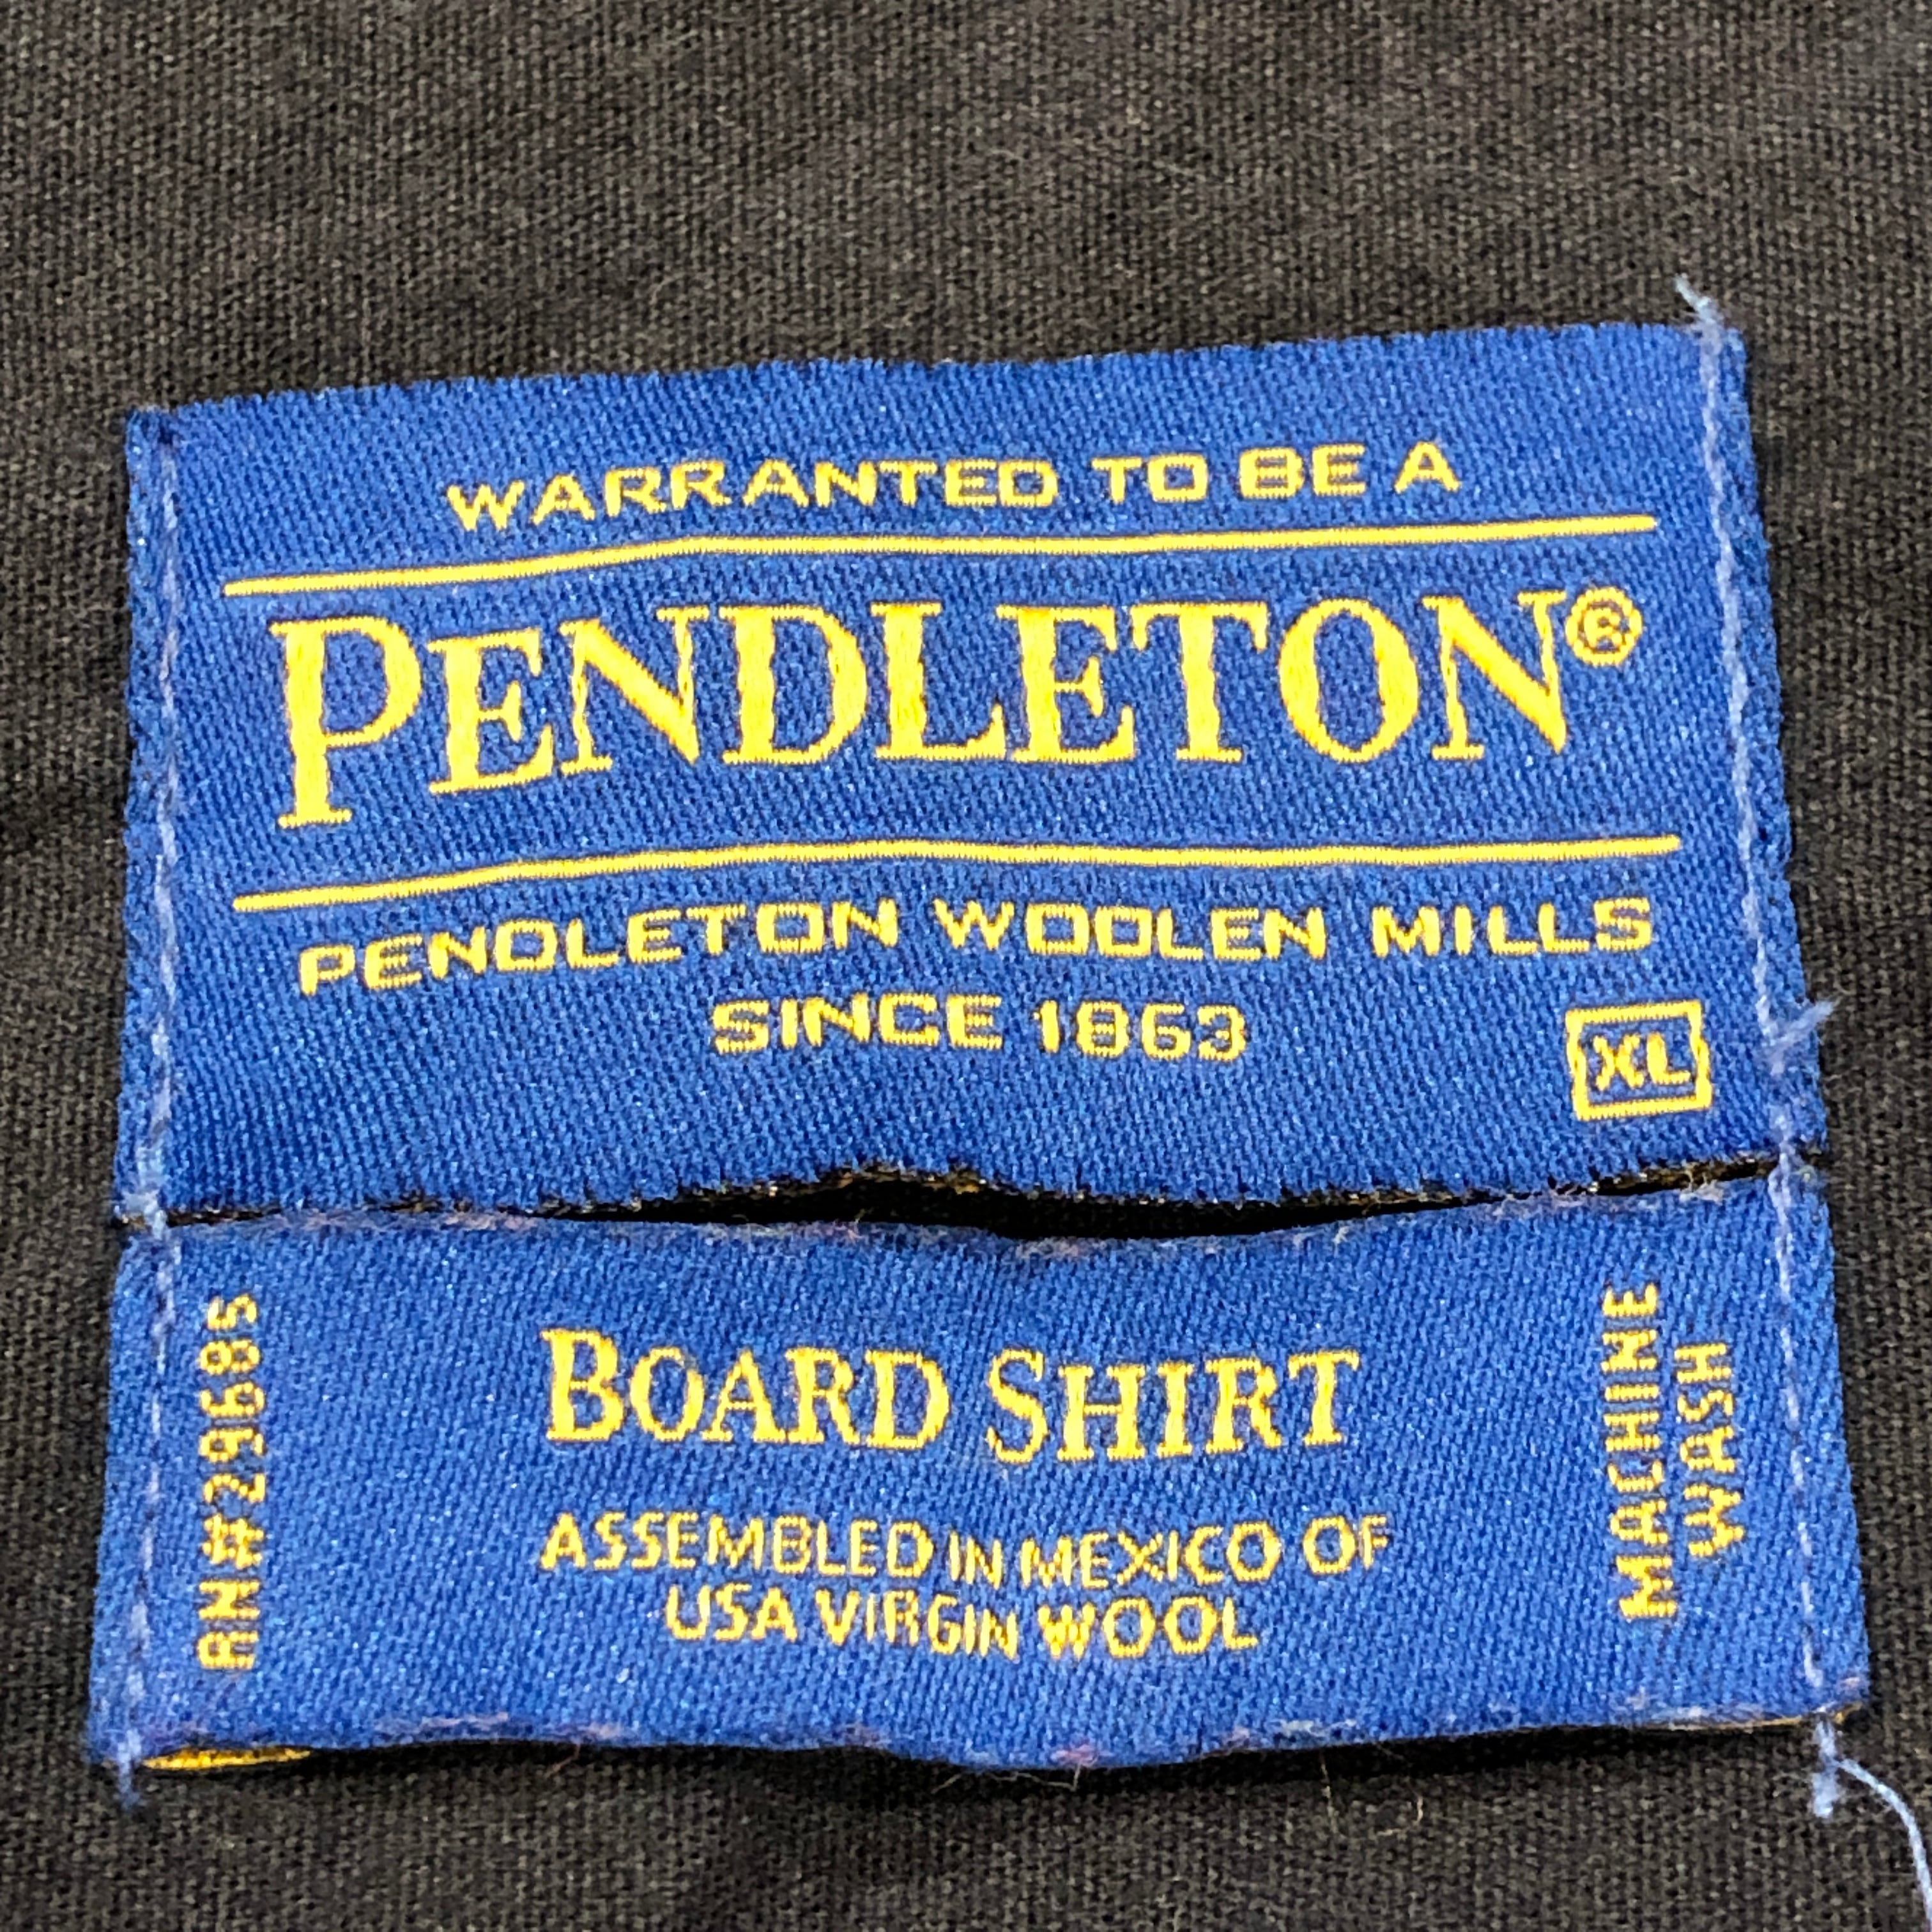 WARRANTED TO BE A
PENDLETON®
PENDLETON WOOLEN MILLS
SINCE 1863
XL
RN#29685
BOARD SHIRT
ASSEMBLED IN MEXICO OF
USA VIRGIN WOOL
MACHINE
WASH